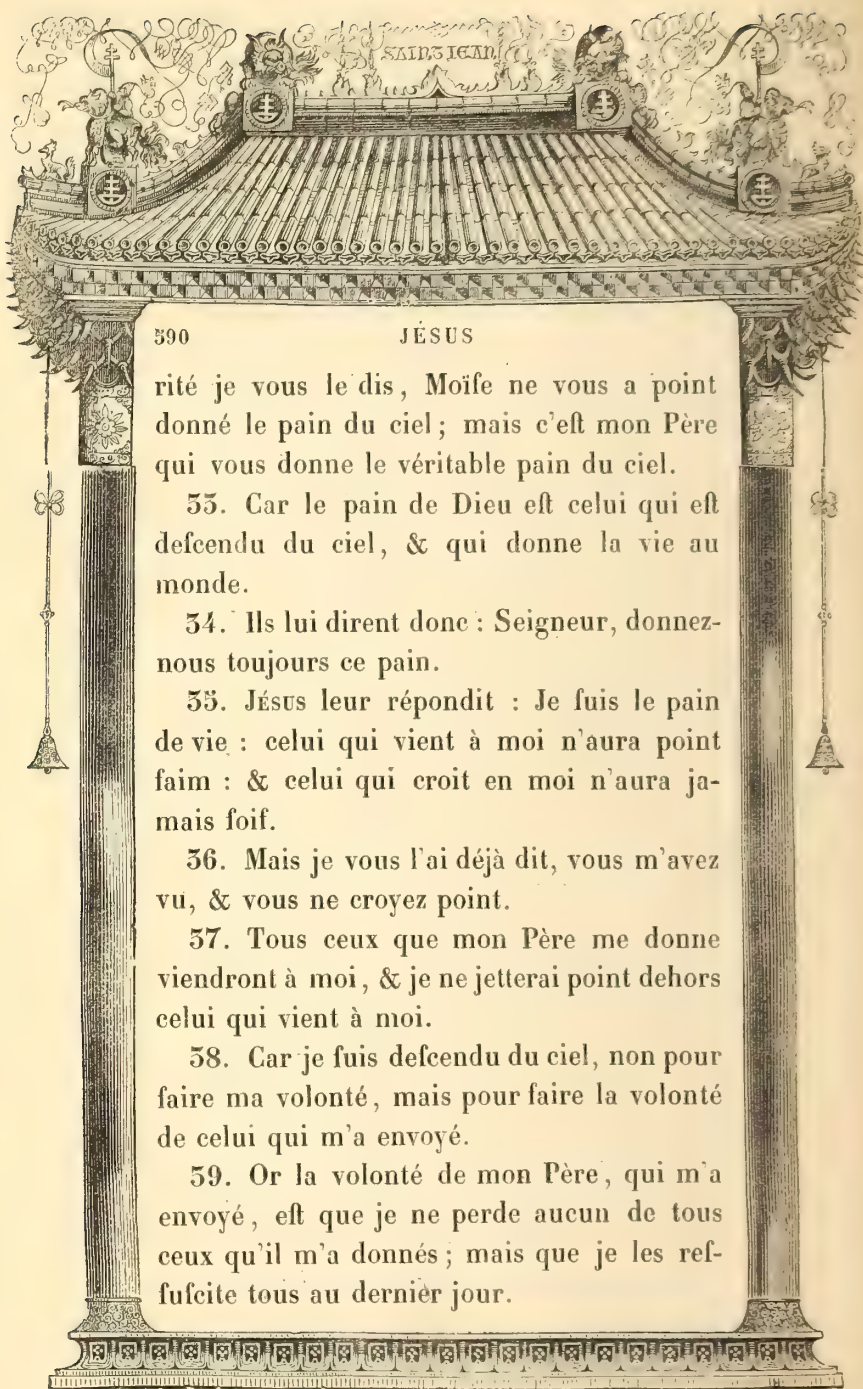 SAINT IEAN
390 JÉSUS
rité je vous le dis, Moïſe ne vous a point
donné le pain du ciel ; mais c'eſt mon Père
qui vous donne le véritable pain du ciel.
33. Car le pain de Dieu eſt celui qui eſt
deſcendu du ciel, & qui donne la vie au
monde.
34. Ils lui dirent donc : Seigneur, donnez-
nous toujours ce pain.
35. JÉSUS leur répondit : Je ſuis le pain
de vie : celui qui vient à moi n'aura point
faim : & celui qui croit en moi n'aura ja-
mais ſoif.
36. Mais je vous l'ai déjà dit, vous m'avez
vu, & vous ne croyez point.
37. Tous ceux que mon Père me donne
viendront à moi, & je ne jetterai point dehors
celui qui vient à moi.
38. Car je ſuis deſcendu du ciel, non pour
faire ma volonté, mais pour faire la volonté
de celui qui m'a envoyé.
39. Or la volonté de mon Père, qui m'a
envoyé, eſt que je ne perde aucun de tous
ceux qu'il m'a donnés ; mais que je les reſ-
ſuſcite tous au dernier jour.